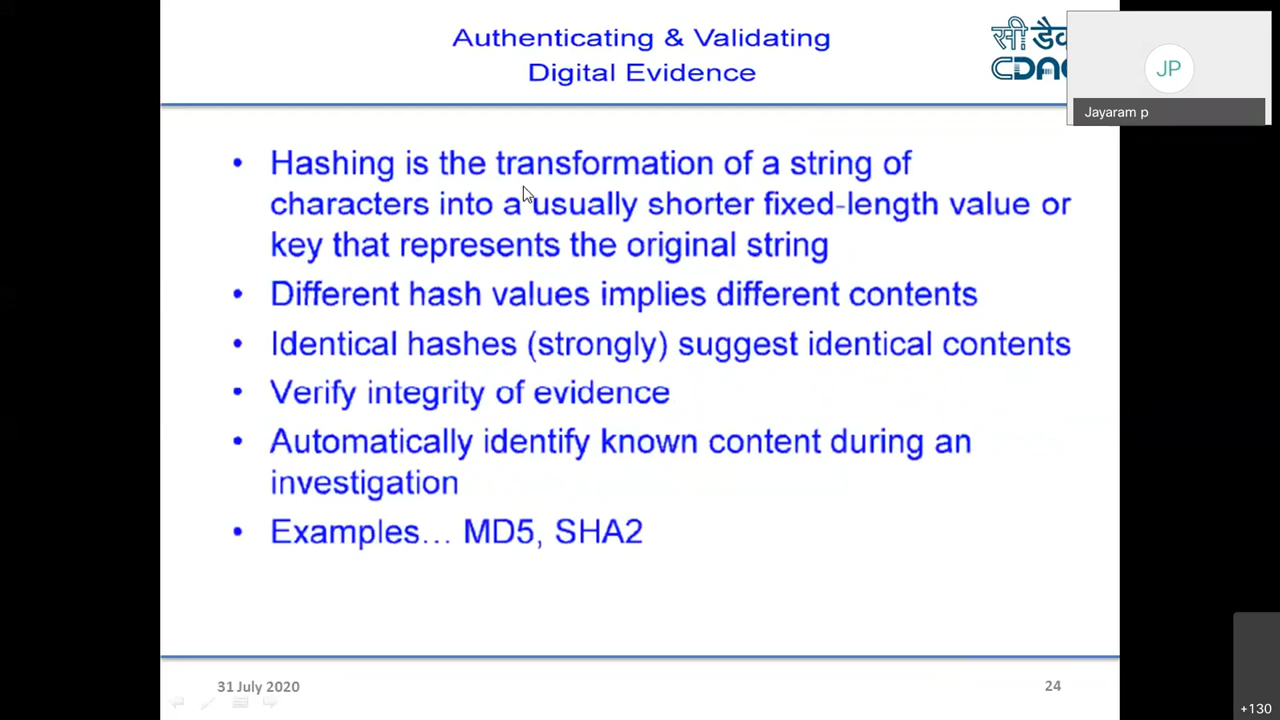 Authenticating & Validating
Digital Evidence
सी डैक
CDAC
JP
Jayaram p
• Hashing is the transformation of a string of
characters into a usually shorter fixed-length value or
key that represents the original string
• Different hash values implies different contents
• Identical hashes (strongly) suggest identical contents
• Verify integrity of evidence
• Automatically identify known content during an
investigation
• Examples... MD5, SHA2
31 July 2020
24
+130